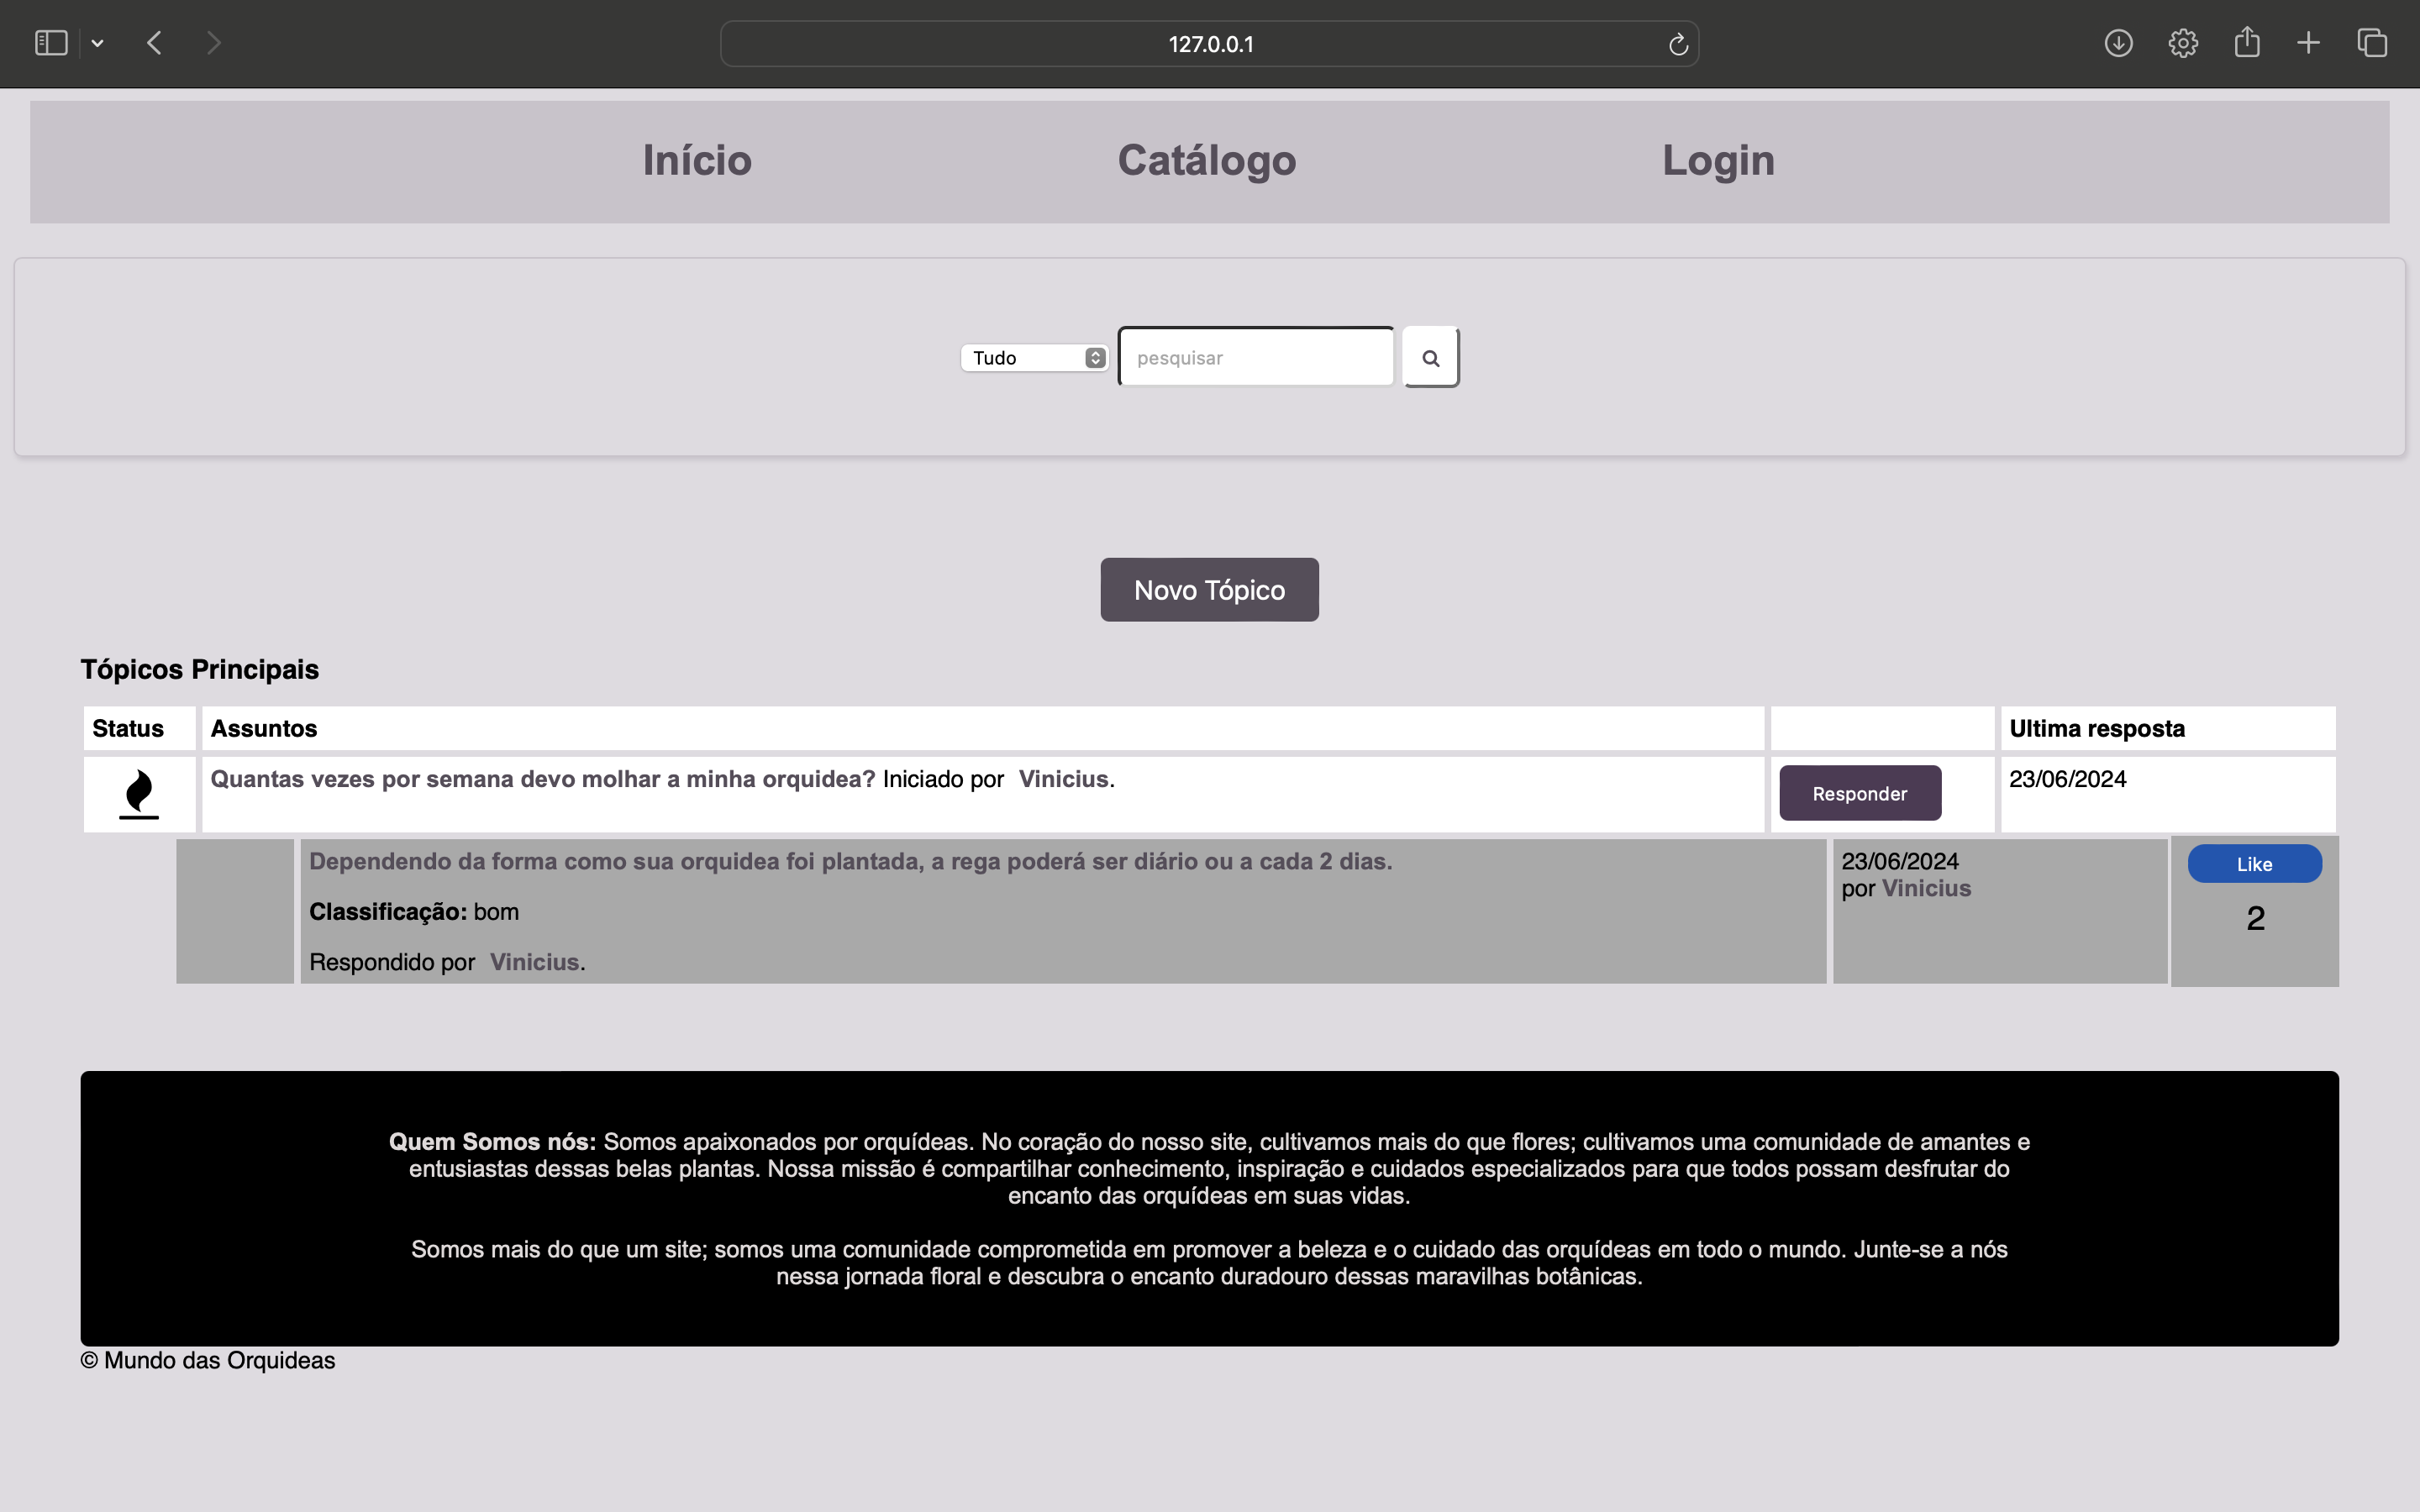 127.0.0.1
Início Catálogo Login
Tudo pesquisar
Novo Tópico
Tópicos Principais
Status Assuntos Ultima resposta
Quantas vezes por semana devo molhar a minha orquidea? Iniciado por Vinicius. Responder 23/06/2024
Dependendo da forma como sua orquidea foi plantada, a rega poderá ser diário ou a cada 2 dias. 23/06/2024 Like
por Vinicius
Classificação: bom 2
Respondido por Vinicius.
Quem Somos nós: Somos apaixonados por orquídeas. No coração do nosso site, cultivamos mais do que flores; cultivamos uma comunidade de amantes e
entusiastas dessas belas plantas. Nossa missão é compartilhar conhecimento, inspiração e cuidados especializados para que todos possam desfrutar do
encanto das orquídeas em suas vidas.
Somos mais do que um site; somos uma comunidade comprometida em promover a beleza e o cuidado das orquídeas em todo o mundo. Junte-se a nós
nessa jornada floral e descubra o encanto duradouro dessas maravilhas botânicas.
© Mundo das Orquideas